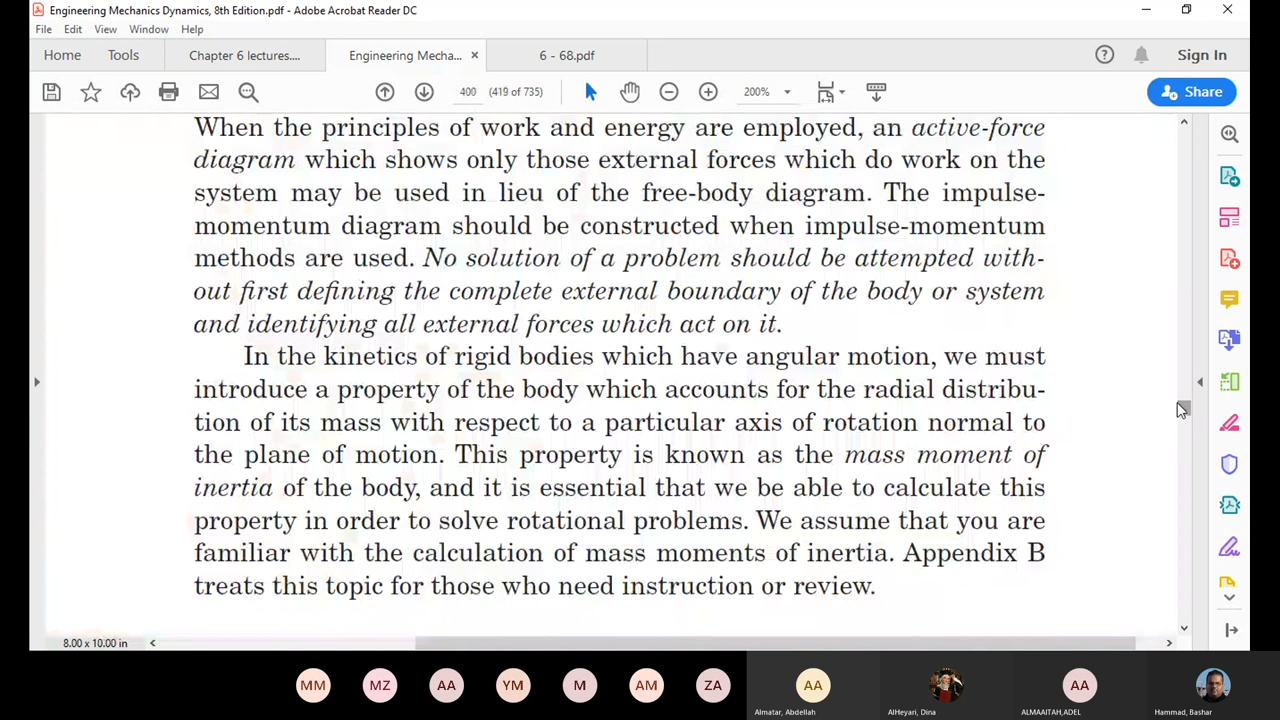 Engineering Mechanics Dynamics, 8th Edition.pdf - Adobe Acrobat Reader DC
File Edit View Window Help
Home Tools Chapter 6 lectures.... Engineering Mecha... × 6 - 68.pdf Sign In
400 (419 of 735) 200% Share
When the principles of work and energy are employed, an active-force
diagram which shows only those external forces which do work on the
system may be used in lieu of the free-body diagram. The impulse-
momentum diagram should be constructed when impulse-momentum
methods are used. No solution of a problem should be attempted with-
out first defining the complete external boundary of the body or system
and identifying all external forces which act on it.
In the kinetics of rigid bodies which have angular motion, we must
introduce a property of the body which accounts for the radial distribu-
tion of its mass with respect to a particular axis of rotation normal to
the plane of motion. This property is known as the mass moment of
inertia of the body, and it is essential that we be able to calculate this
property in order to solve rotational problems. We assume that you are
familiar with the calculation of mass moments of inertia. Appendix B
treats this topic for those who need instruction or review.
8.00 x 10.00 in
MM MZ AA YM M AM ZA AA AA
Almatar, Abdellah AlHeyari, Dina ALMAAITAH,ADEL Hammad, Bashar